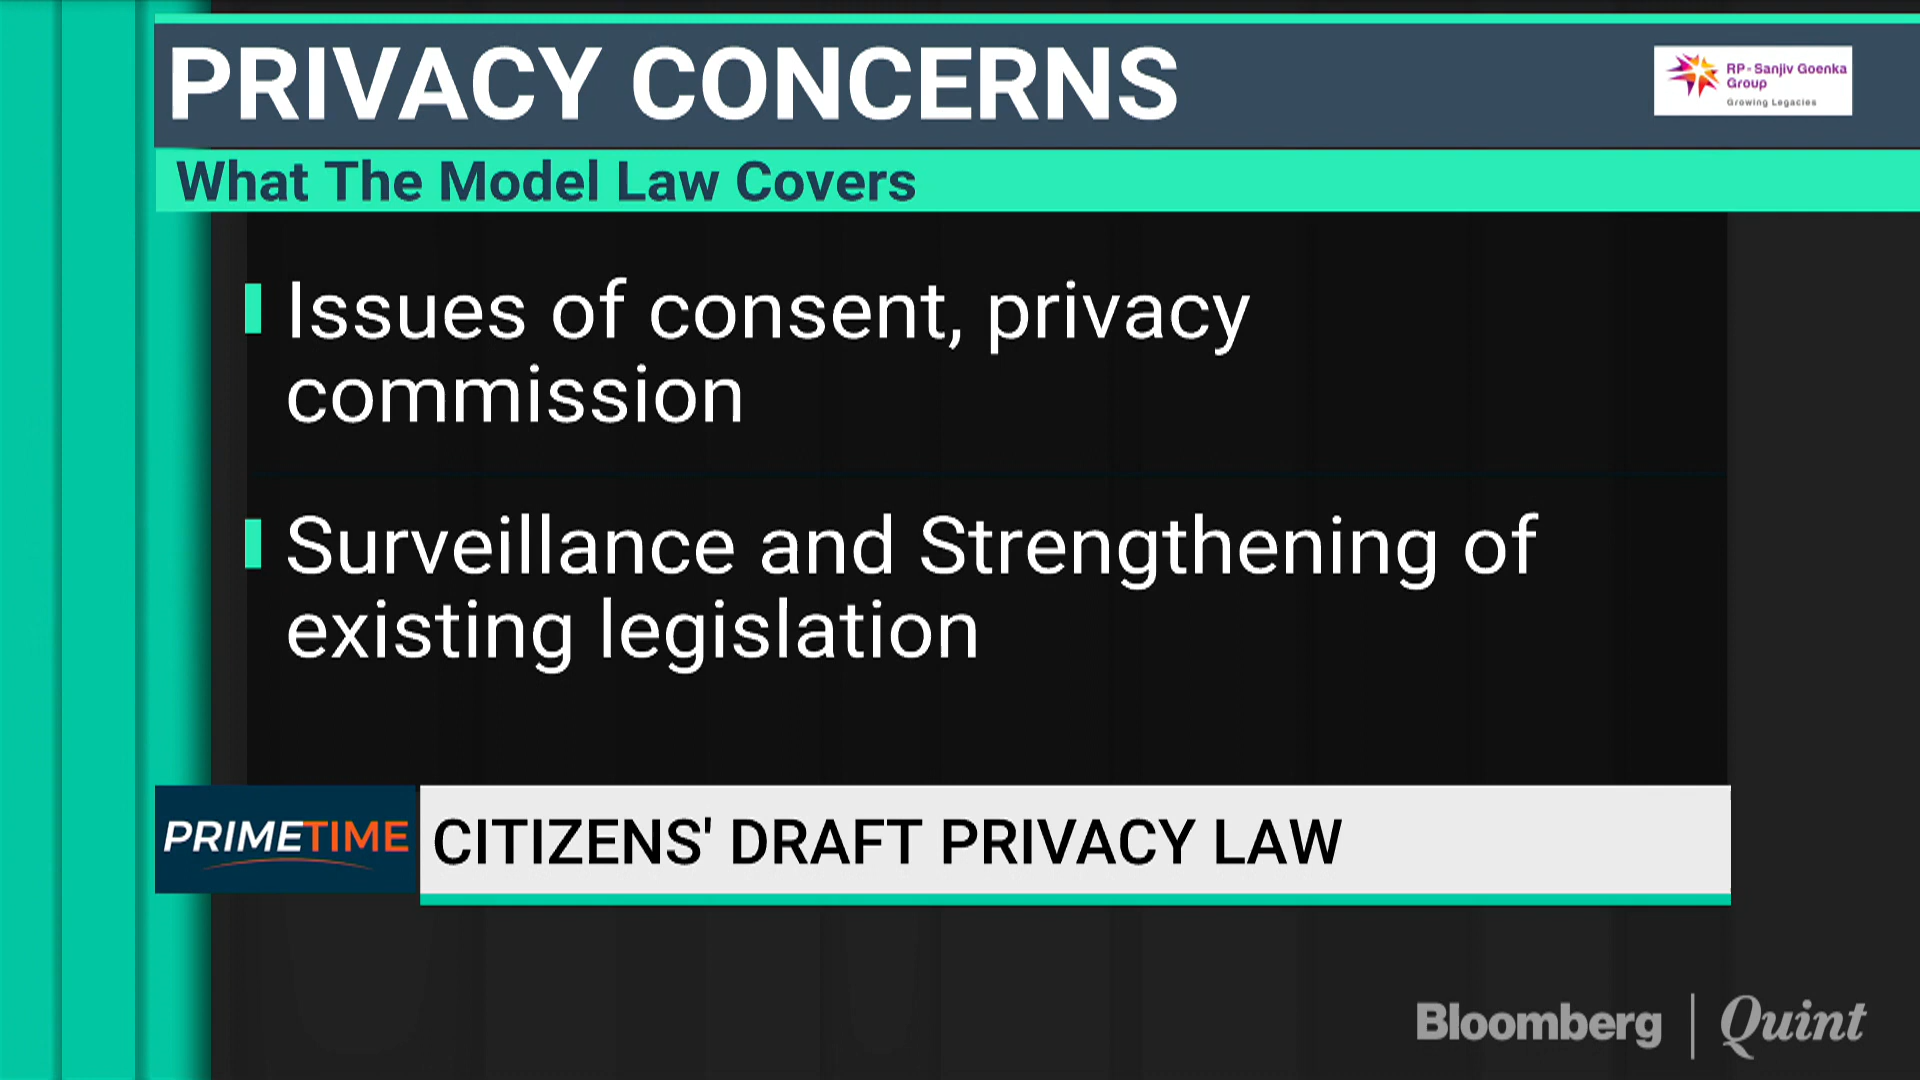 PRIVACY CONCERNS
RP-Sanjiv Goenka
Group
Growing Legacies
What The Model Law Covers
Issues of consent, privacy
commission
Surveillance and Strengthening of
existing legislation
PRIMETIME
CITIZENS' DRAFT PRIVACY LAW
Bloomberg | Quint